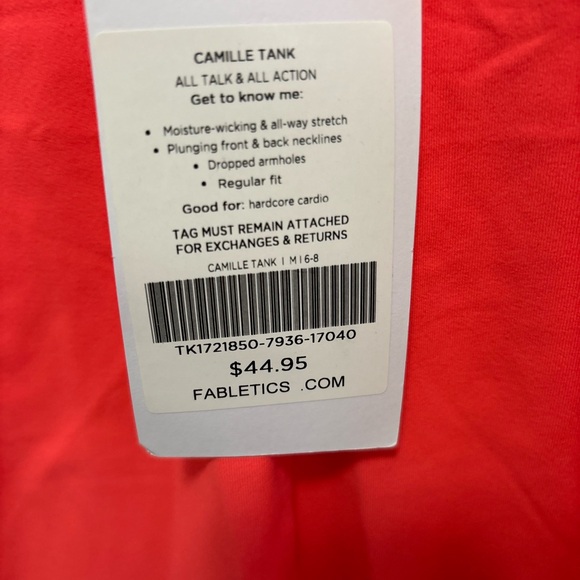 CAMILLE TANK
ALL TALK & ALL ACTION
Get to know me:
• Moisture-wicking & all-way stretch
• Plunging front & back necklines
• Dropped armholes
• Regular fit
Good for: hardcore cardio
TAG MUST REMAIN ATTACHED
FOR EXCHANGES & RETURNS
CAMILLE TANK | M | 6-8
TK1721850-7936-17040
$44.95
FABLETICS .COM